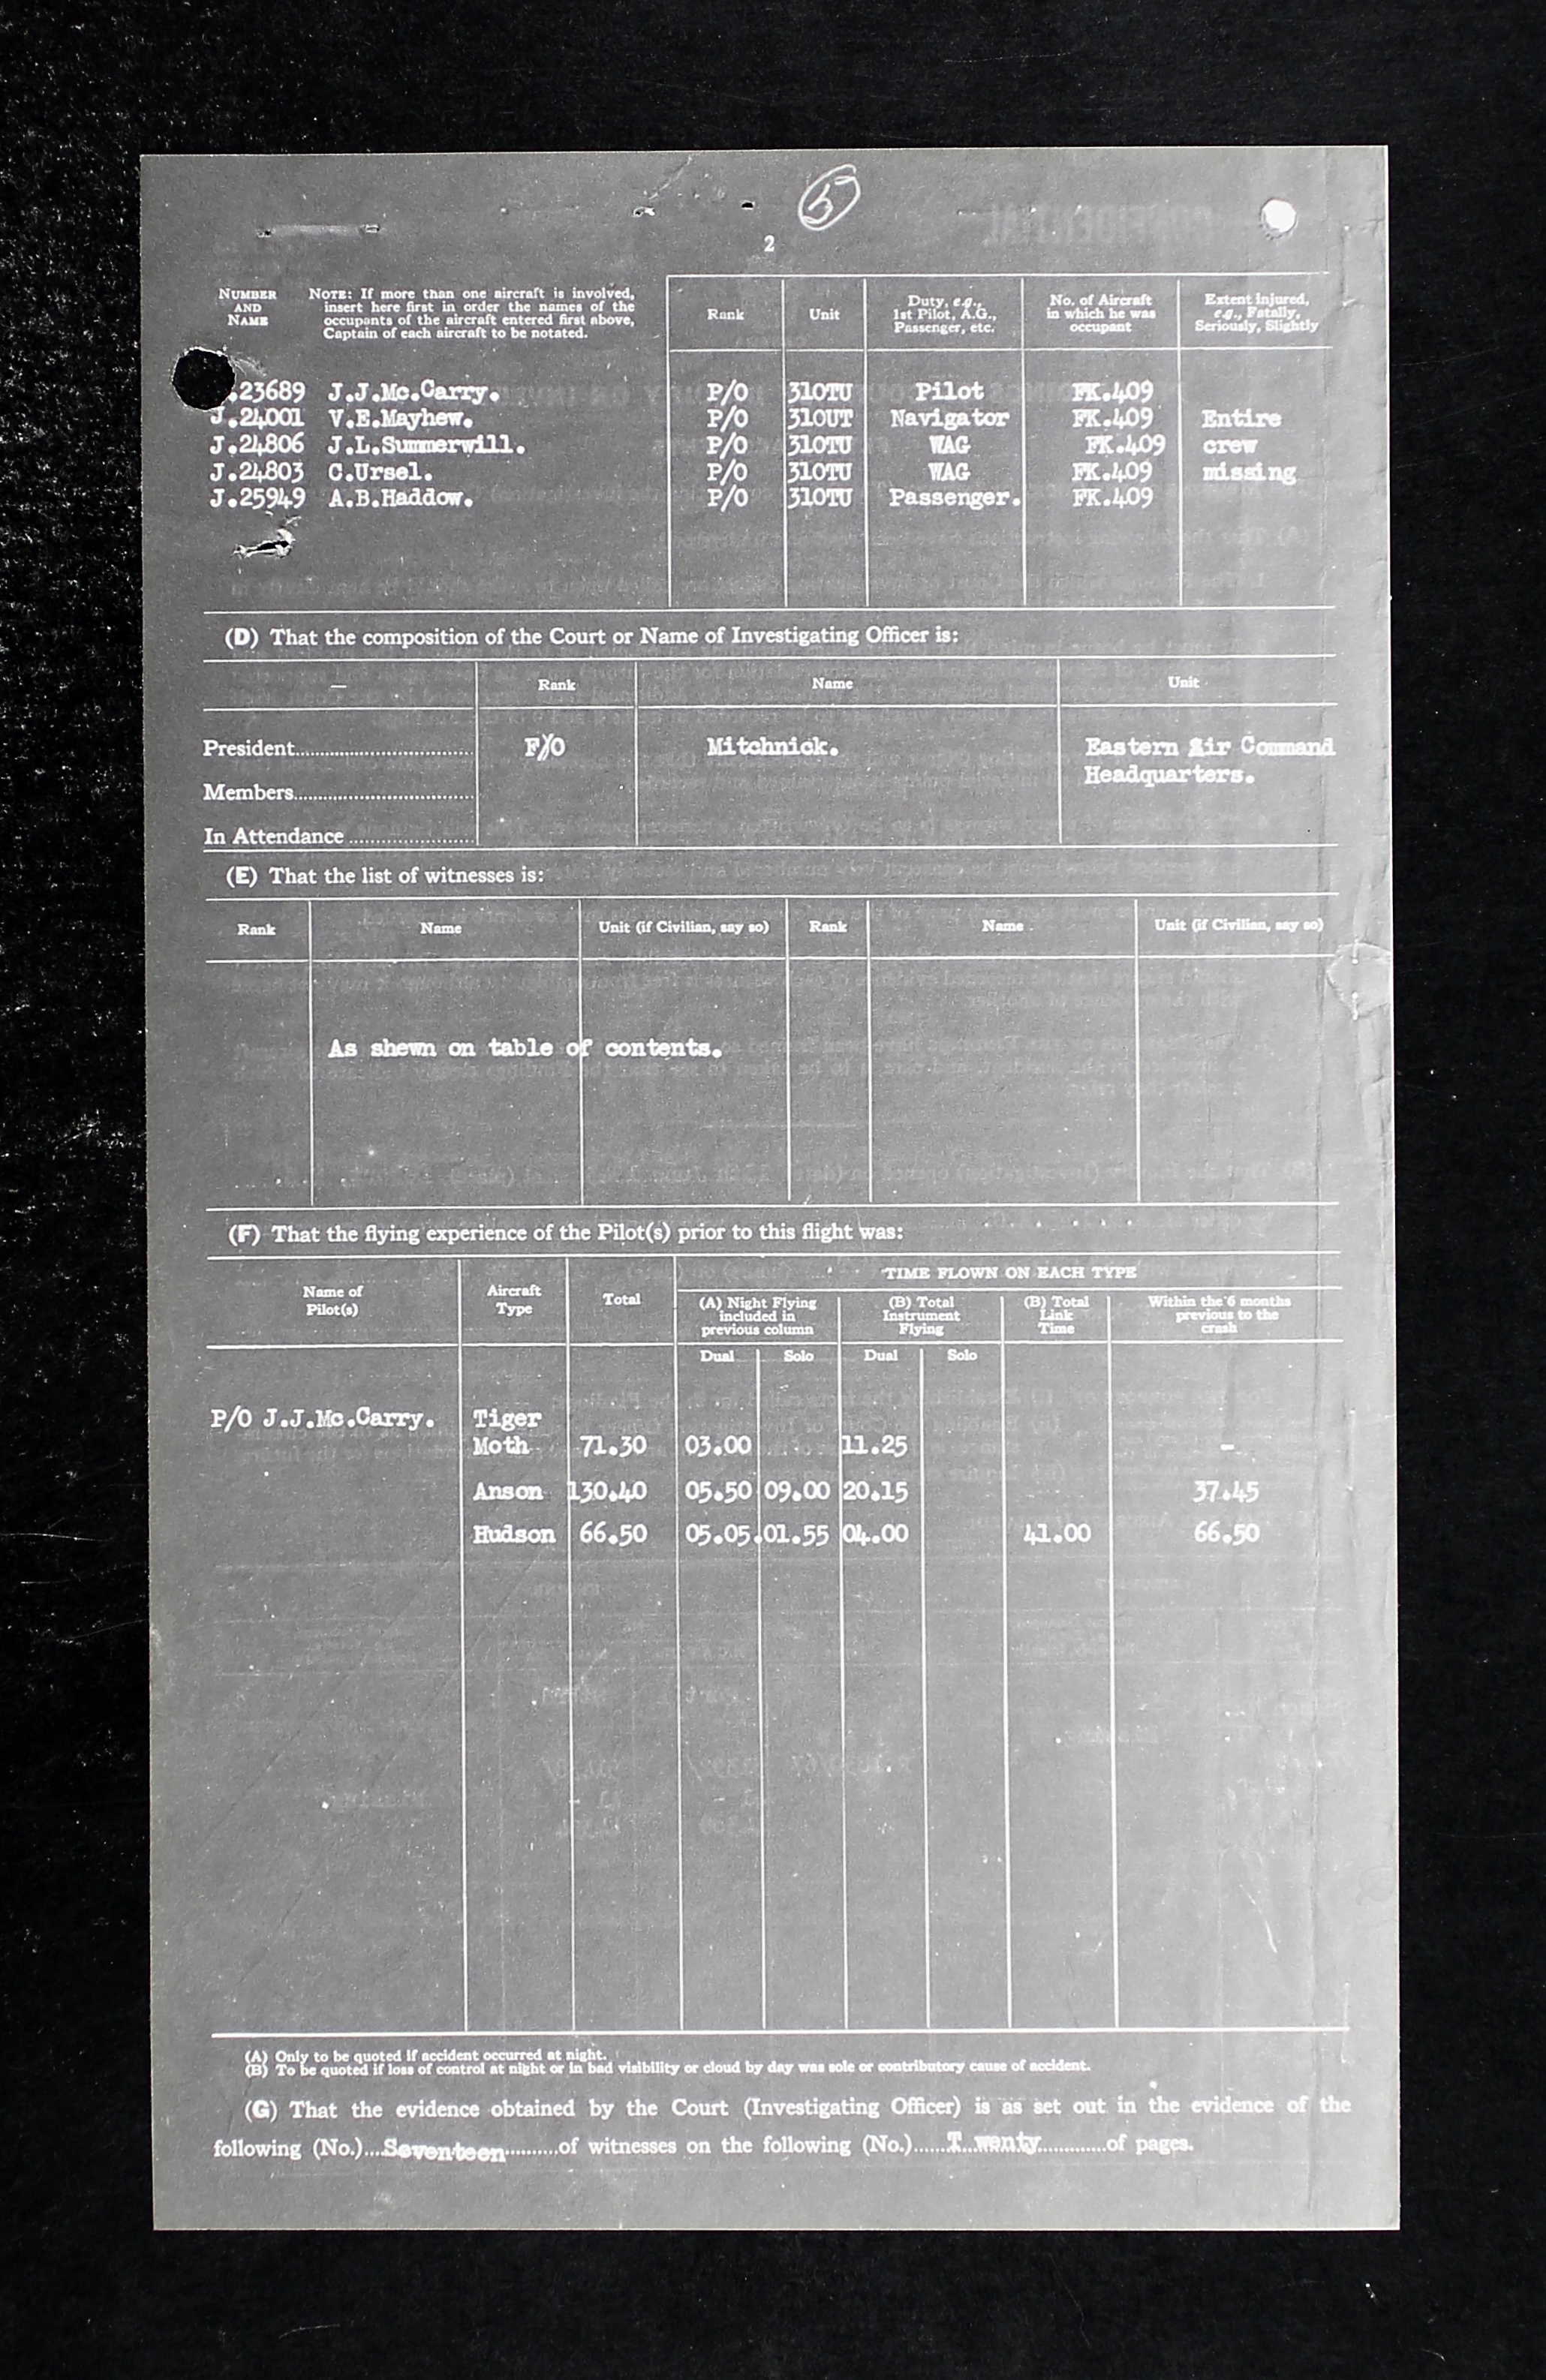 5
2
NUMBER AND NAME
NOTE: If more than one aircraft is involved,
insert here first in order the names of the
occupants of the aircraft entered first above,
Captain of each aircraft to be notated.
Rank
Unit
Duty, e.g., 1st Pilot, A.G., Passenger, etc.
No. of Aircraft in which he was occupant
Extent Injured, e.g., Fatally, Seriously, Slightly
.23689 J.J.Mc.Carry. P/O 31OTU Pilot FK.409
J.24001 V.E.Mayhew. P/O 31OUT Navigator FK.409 Entire
J.24806 J.L.Summerwill. P/O 31OTU WAG FK.409 crew
J.24803 C.Ursel. P/O 31OTU WAG FK.409 missing
J.25949 A.B.Haddow. P/O 31OTU Passenger. FK.409
(D) That the composition of the Court or Name of Investigating Officer is:
— Rank Name Unit
President F/O Mitchnick. Eastern Air Command
Headquarters.
Members
In Attendance
(E) That the list of witnesses is:
Rank Name Unit (if Civilian, say so) Rank Name Unit (if Civilian, say so)
As shewn on table of contents.
(F) That the flying experience of the Pilot(s) prior to this flight was:
Name of Pilot(s)
Aircraft Type
Total
TIME FLOWN ON EACH TYPE
(A) Night Flying included in previous column
(B) Total Instrument Flying
(B) Total Link Time
Within the 6 months previous to the crash
Dual Solo Dual Solo
P/O J.J.Mc.Carry. Tiger
Moth 71.30 03.00 11.25 -
Anson 130.40 05.50 09.00 20.15 37.45
Hudson 66.50 05.05. 01.55 04.00 41.00 66.50
(A) Only to be quoted if accident occurred at night.
(B) To be quoted if loss of control at night or in bad visibility or cloud by day was sole or contributory cause of accident.
(G) That the evidence obtained by the Court (Investigating Officer) is as set out in the evidence of the
following (No.)....Seventeen..........of witnesses on the following (No.)......T wenty............of pages.